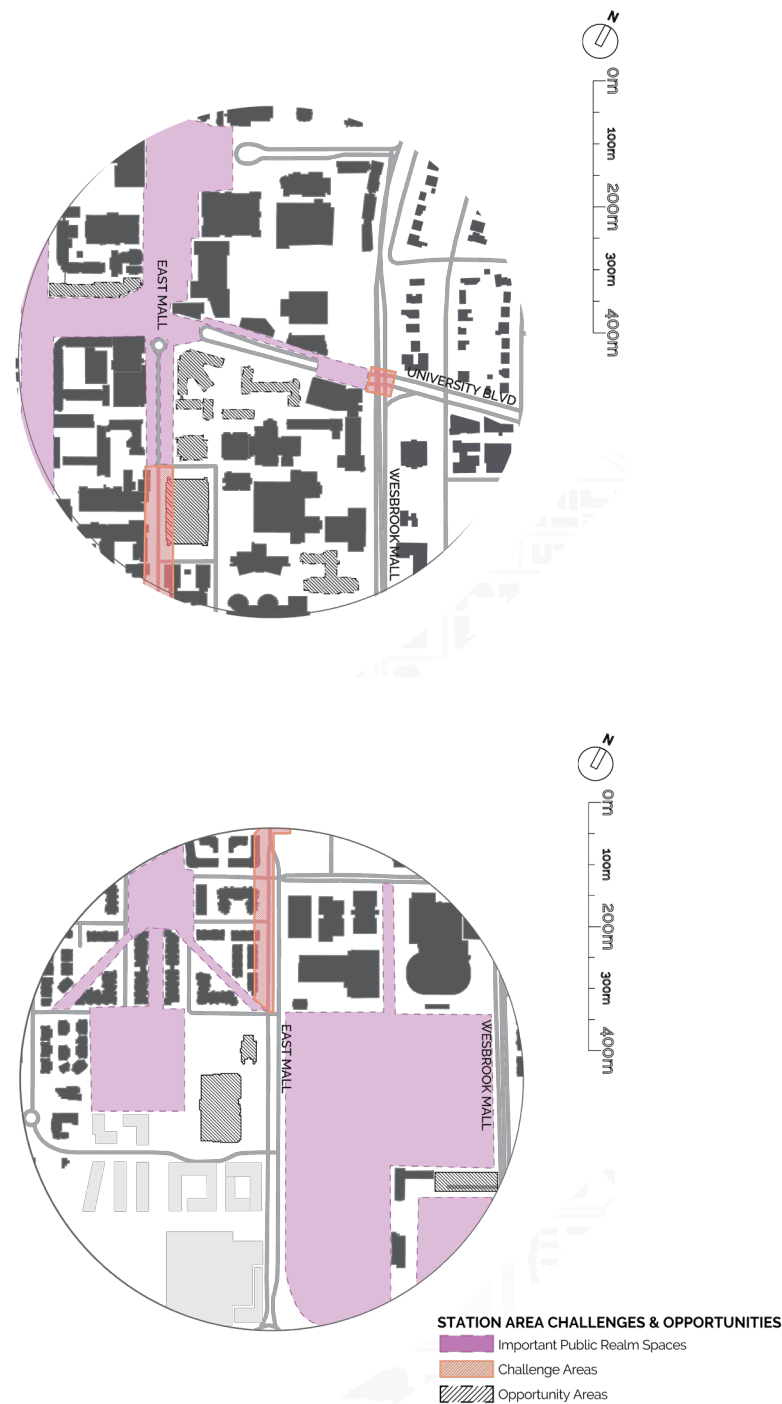 N
0m
100m
200m
300m
400m
EAST MALL
UNIVERSITY BLVD
WESBROOK MALL
N
0m
100m
200m
300m
400m
EAST MALL
WESBROOK MALL
STATION AREA CHALLENGES & OPPORTUNITIES
Important Public Realm Spaces
Challenge Areas
Opportunity Areas